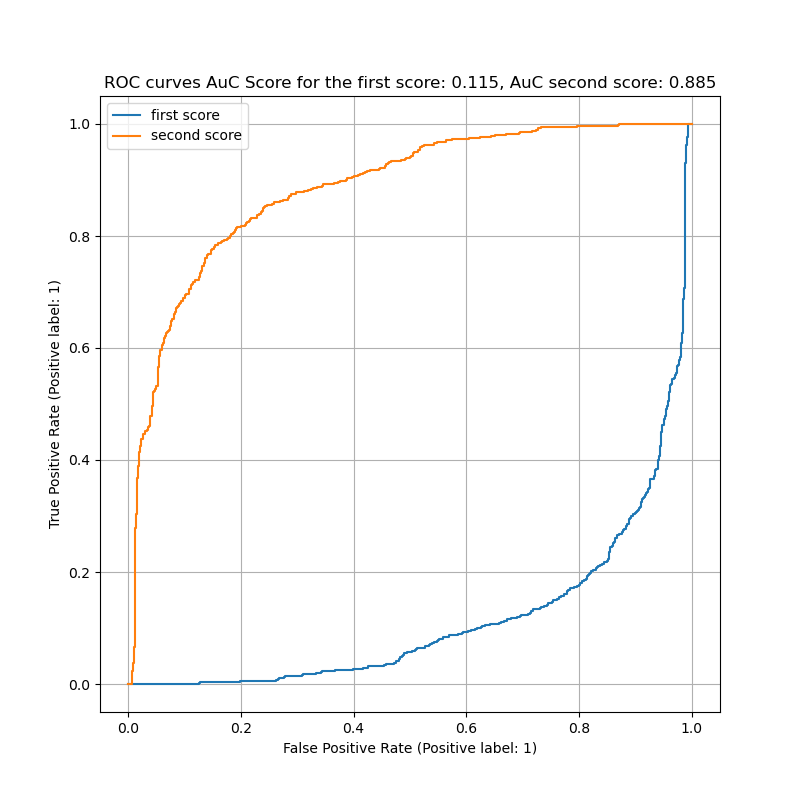 ROC curves AuC Score for the first score: 0.115, AuC second score: 0.885
first score
second score
1.0
0.8
0.6
0.4
0.2
0.0
True Positive Rate (Positive label: 1)
0.0 0.2 0.4 0.6 0.8 1.0
False Positive Rate (Positive label: 1)